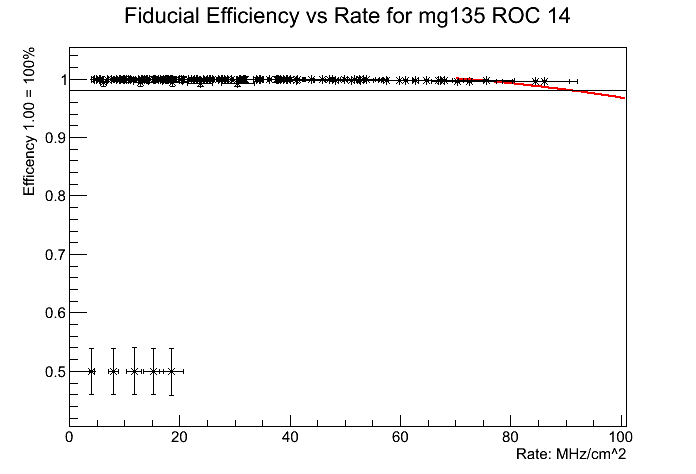 Fiducial Efficiency vs Rate for mg135 ROC 14
Efficency 1.00 = 100%
1
0.9
0.8
0.7
0.6
0.5
0 20 40 60 80 100
Rate: MHz/cm^2